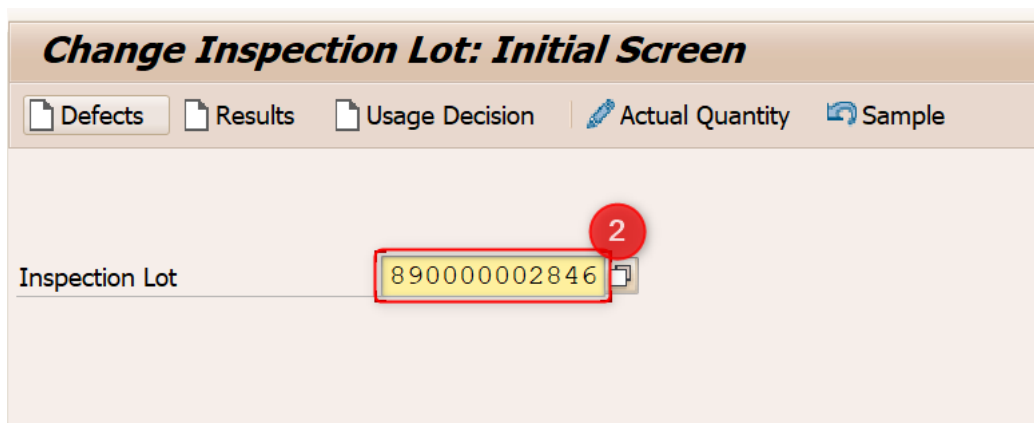 Change Inspection Lot: Initial Screen
Defects Results Usage Decision Actual Quantity Sample
2
Inspection Lot 890000002846